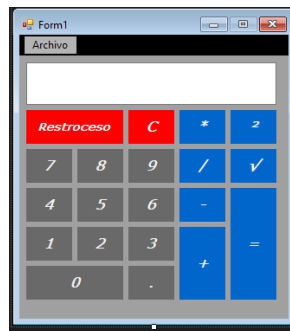 Form1
Archivo
Restroceso C * ²
7 8 9 / √
4 5 6 -
1 2 3 + =
0 .